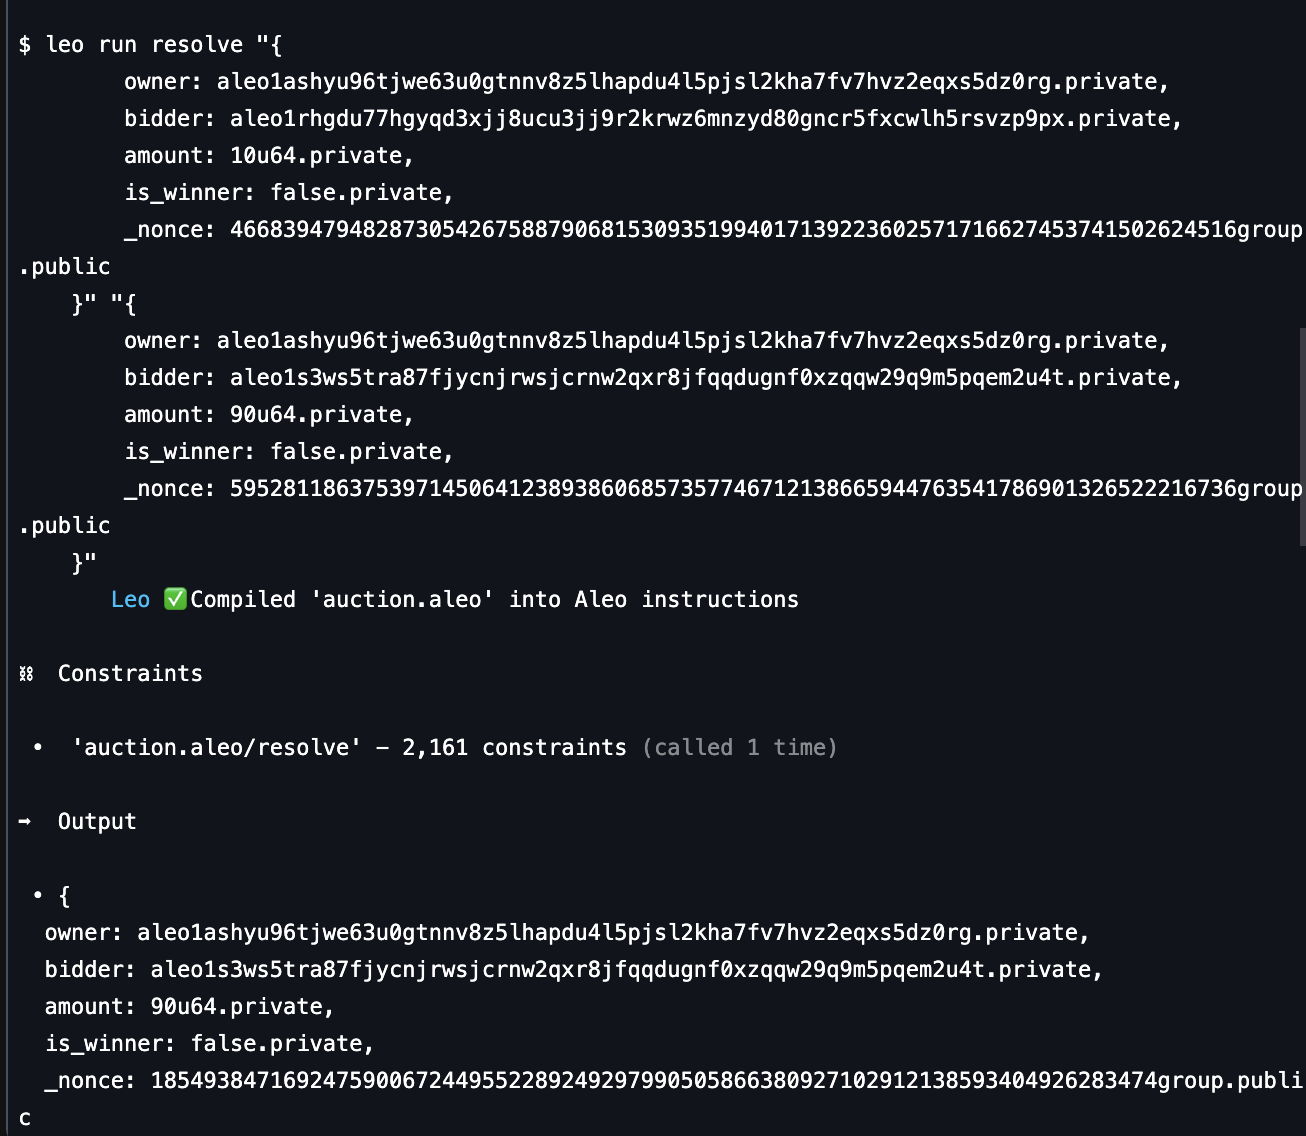 $ leo run resolve "{
owner: aleo1ashyu96tjwe63u0gtnnv8z5lhapdu4l5pjsl2kha7fv7hvz2eqxs5dz0rg.private,
bidder: aleo1rhgdu77hgyqd3xjj8ucu3jj9r2krwz6mnzyd80gncr5fxcwlh5rsvzp9px.private,
amount: 10u64.private,
is_winner: false.private,
_nonce: 4668394794828730542675887906815309351994017139223602571716627453741502624516group
.public
}" "{
owner: aleo1ashyu96tjwe63u0gtnnv8z5lhapdu4l5pjsl2kha7fv7hvz2eqxs5dz0rg.private,
bidder: aleo1s3ws5tra87fjycnjrwsjcrnw2qxr8jfqqdugnf0xzqqw29q9m5pqem2u4t.private,
amount: 90u64.private,
is_winner: false.private,
_nonce: 5952811863753971450641238938606857357746712138665944763541786901326522216736group
.public
}"
Leo ✅Compiled 'auction.aleo' into Aleo instructions
⛓ Constraints
• 'auction.aleo/resolve' – 2,161 constraints (called 1 time)
➡ Output
• {
owner: aleo1ashyu96tjwe63u0gtnnv8z5lhapdu4l5pjsl2kha7fv7hvz2eqxs5dz0rg.private,
bidder: aleo1s3ws5tra87fjycnjrwsjcrnw2qxr8jfqqdugnf0xzqqw29q9m5pqem2u4t.private,
amount: 90u64.private,
is_winner: false.private,
_nonce: 1854938471692475900672449552289249297990505866380927102912138593404926283474group.publi
c